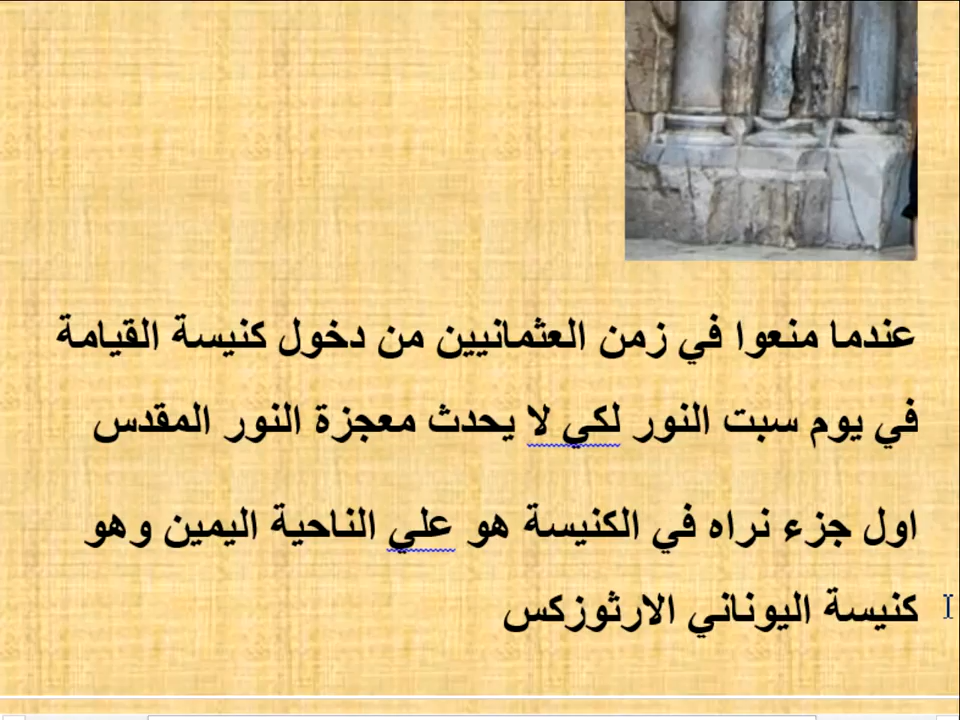 عندما منعوا في زمن العثمانيين من دخول كنيسة القيامة
في يوم سبت النور لكي لا يحدث معجزة النور المقدس
اول جزء نراه في الكنيسة هو علي الناحية اليمين وهو
كنيسة اليوناني الارثوزكس